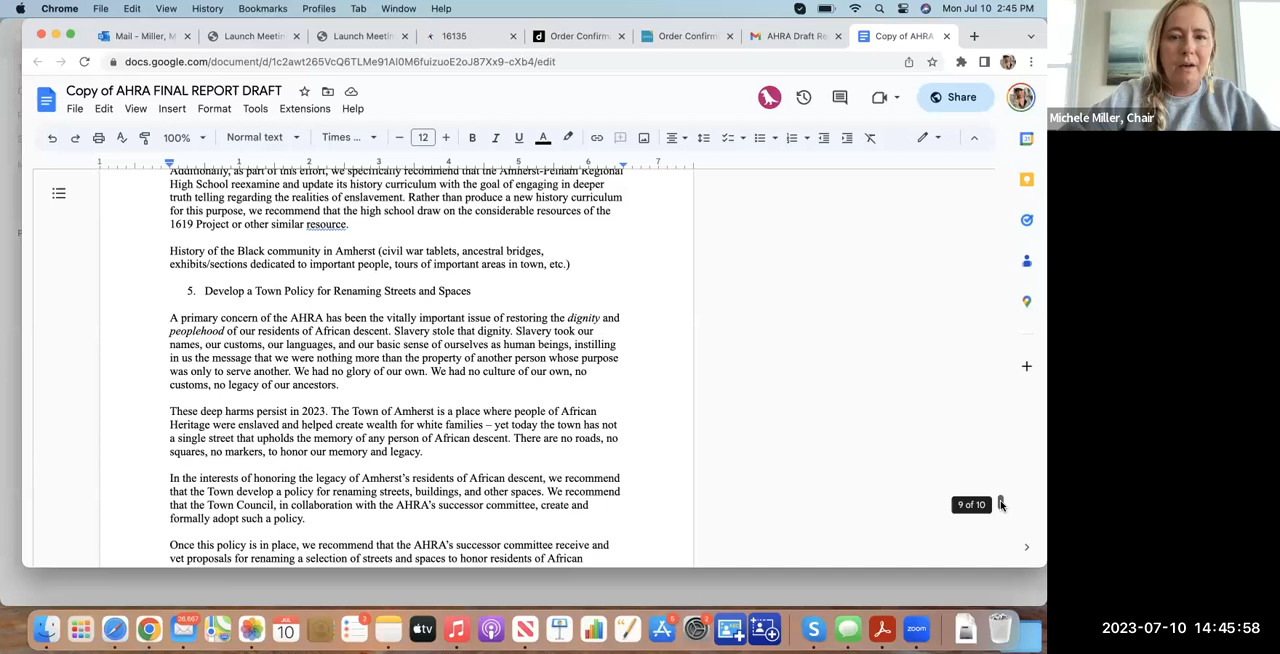 Chrome File Edit View History Bookmarks Profiles Tab Window Help Mon Jul 10 2:45 PM
Mail - Miller, M Launch Meetin Launch Meetin 16135 Order Confirm Order Confirm AHRA Draft Re Copy of AHRA
docs.google.com/document/d/1c2awt265VcQ6TLMe91Al0M6fuizuoE2oJ87Xx9-cXb4/edit
Copy of AHRA FINAL REPORT DRAFT
File Edit View Insert Format Tools Extensions Help
Share
Michele Miller, Chair
100% Normal text Times ... 12 B I U A
1 1 2 3 4 5 6 7
Additionally, as part of this effort, we specifically recommend that the Amherst-Pelham Regional
High School reexamine and update its history curriculum with the goal of engaging in deeper
truth telling regarding the realities of enslavement. Rather than produce a new history curriculum
for this purpose, we recommend that the high school draw on the considerable resources of the
1619 Project or other similar resource.
History of the Black community in Amherst (civil war tablets, ancestral bridges,
exhibits/sections dedicated to important people, tours of important areas in town, etc.)
5. Develop a Town Policy for Renaming Streets and Spaces
A primary concern of the AHRA has been the vitally important issue of restoring the dignity and
peoplehood of our residents of African descent. Slavery stole that dignity. Slavery took our
names, our customs, our languages, and our basic sense of ourselves as human beings, instilling
in us the message that we were nothing more than the property of another person whose purpose
was only to serve another. We had no glory of our own. We had no culture of our own, no
customs, no legacy of our ancestors.
These deep harms persist in 2023. The Town of Amherst is a place where people of African
Heritage were enslaved and helped create wealth for white families – yet today the town has not
a single street that upholds the memory of any person of African descent. There are no roads, no
squares, no markers, to honor our memory and legacy.
In the interests of honoring the legacy of Amherst's residents of African descent, we recommend
that the Town develop a policy for renaming streets, buildings, and other spaces. We recommend
that the Town Council, in collaboration with the AHRA's successor committee, create and
formally adopt such a policy.
9 of 10
Once this policy is in place, we recommend that the AHRA's successor committee receive and
vet proposals for renaming a selection of streets and spaces to honor residents of African
26,667 JUL 10 2 tv 5 2 zoom
2023-07-10 14:45:58